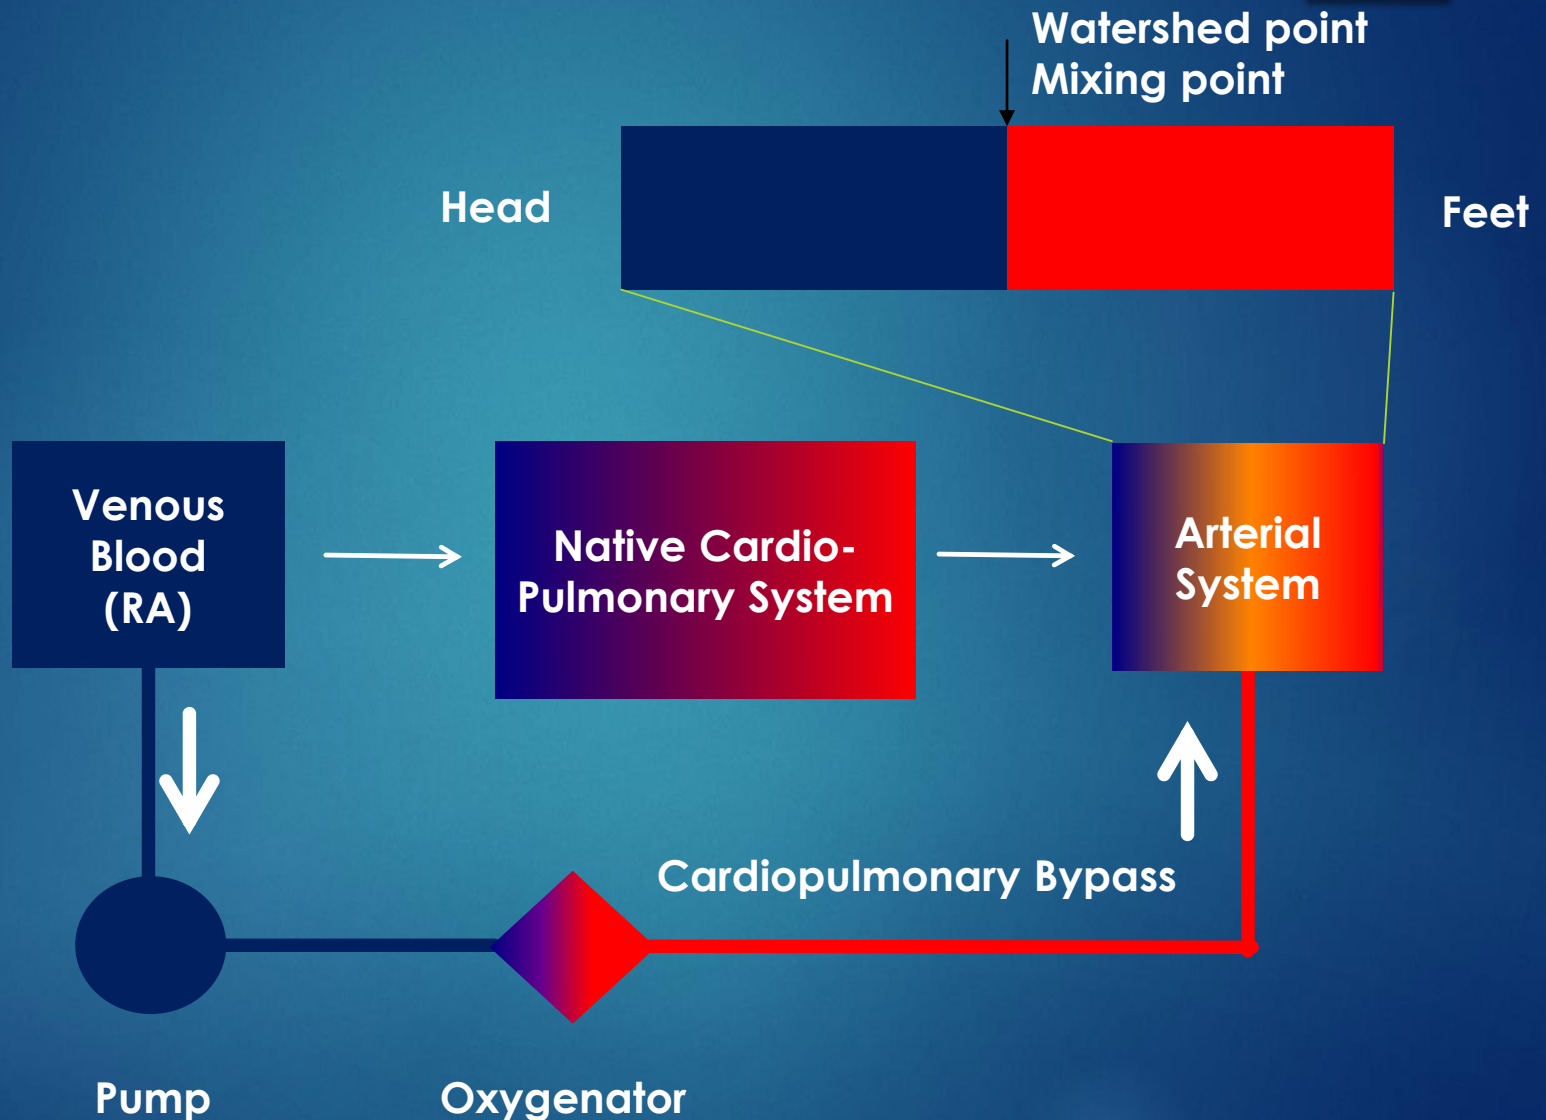 Watershed point
Mixing point
Head
Feet
Venous
Blood
(RA)
Native Cardio-
Pulmonary System
Arterial
System
Cardiopulmonary Bypass
Pump
Oxygenator